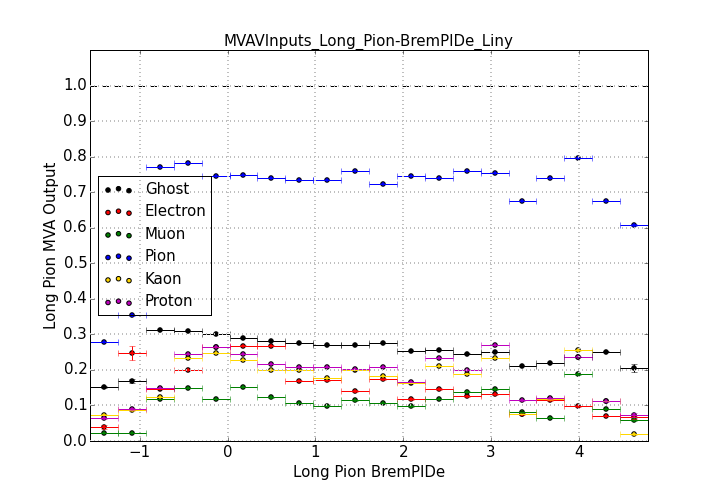 MVAVInputs_Long_Pion-BremPIDe_Liny
1.0
0.9
0.8
0.7
0.6
0.5
0.4
0.3
0.2
0.1
0.0
Long Pion MVA Output
Ghost
Electron
Muon
Pion
Kaon
Proton
−1 0 1 2 3 4
Long Pion BremPIDe